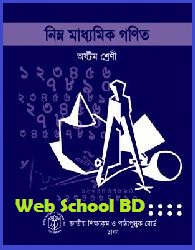 নিম্ন মাধ্যমিক গণিত
অষ্টম শ্রেণী
Web School BD
জাতীয় শিক্ষাক্রম ও পাঠ্যপুস্তক বোর্ড
ঢাকা